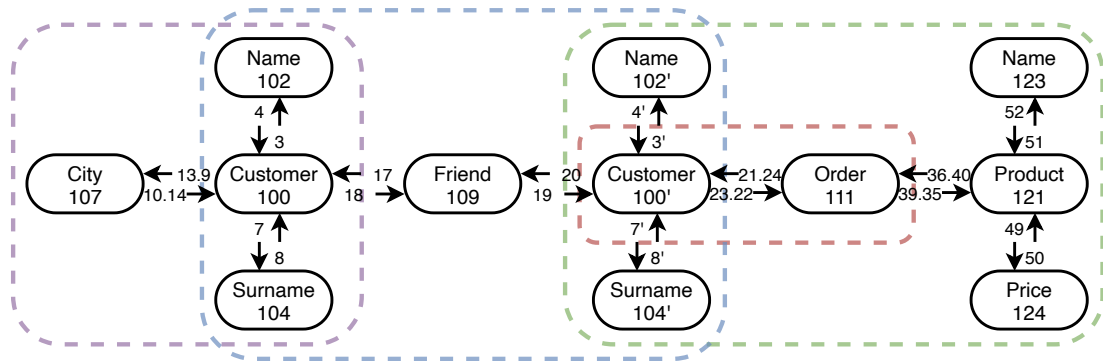 Name
102
Name
102'
Name
123
4
3
4'
3'
52
51
City
107
13.9
10.14
Customer
100
17
18
Friend
109
20
19
Customer
100'
21.24
23.22
Order
111
36.40
39.35
Product
121
7
8
7'
8'
49
50
Surname
104
Surname
104'
Price
124